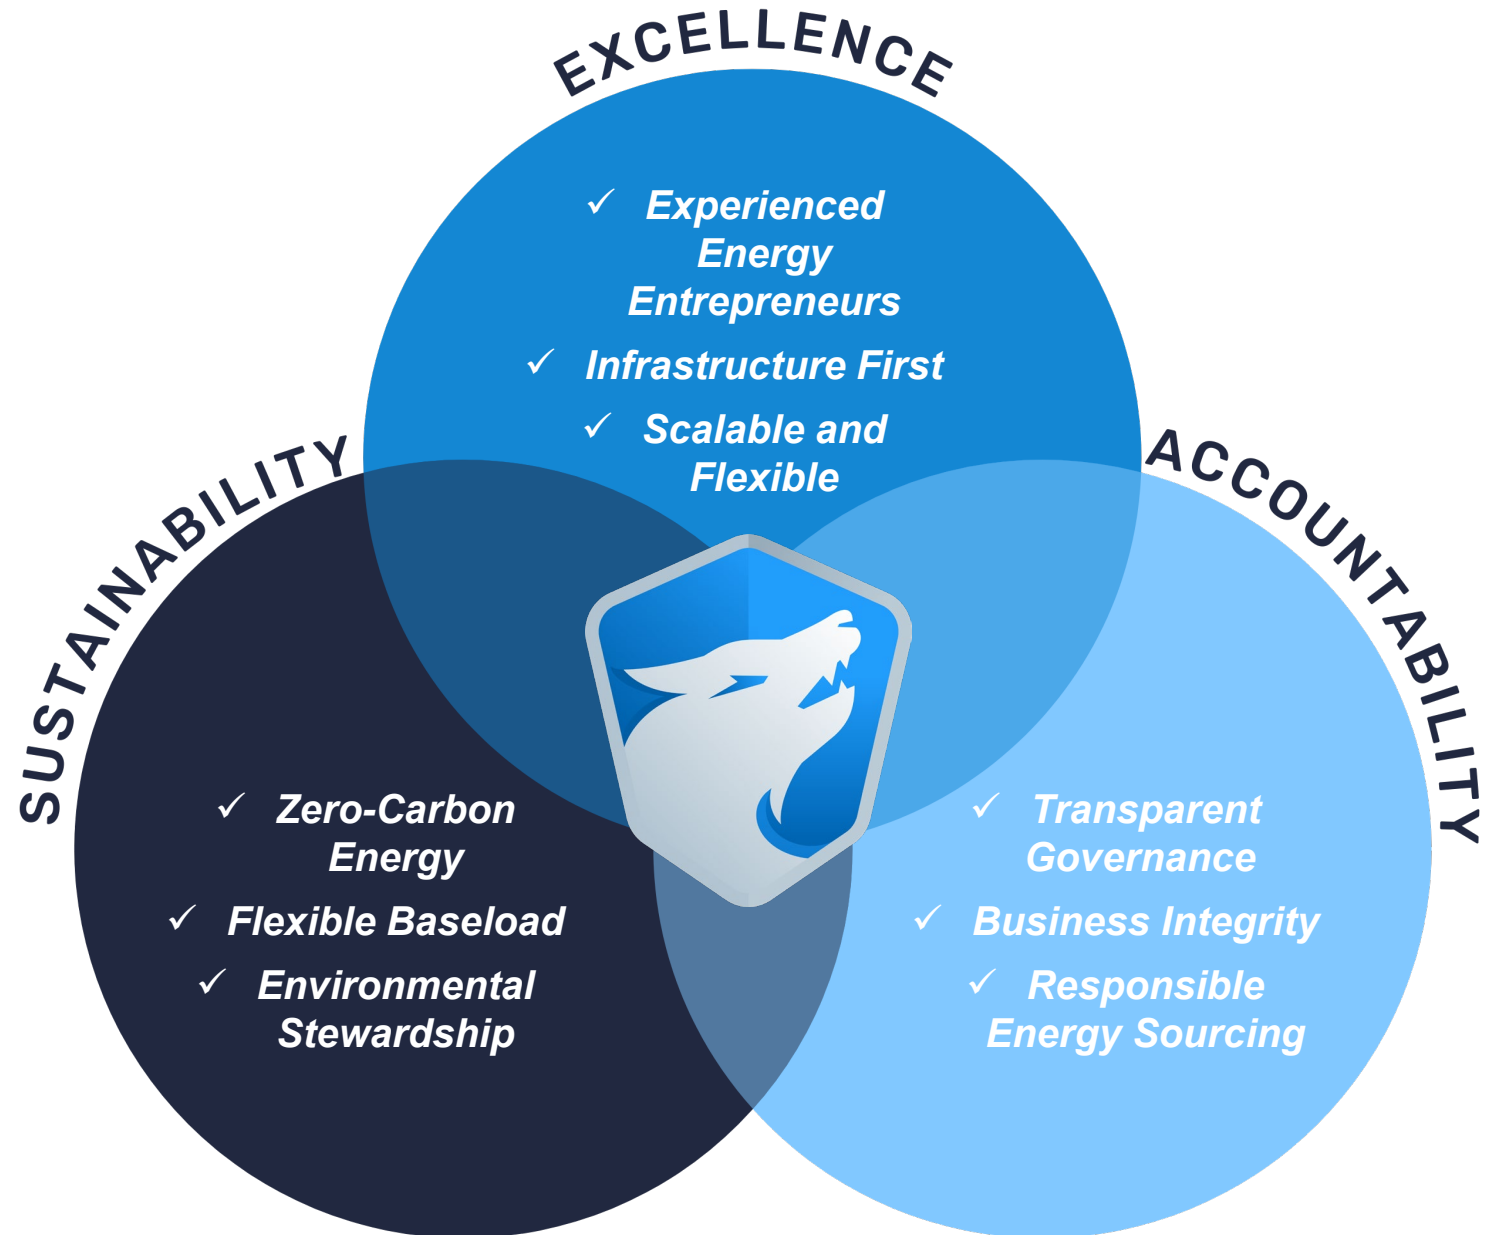 EXCELLENCE
✓ Experienced
Energy
Entrepreneurs
✓ Infrastructure First
✓ Scalable and
Flexible
SUSTAINABILITY
✓ Zero-Carbon
Energy
✓ Flexible Baseload
✓ Environmental
Stewardship
ACCOUNTABILITY
✓ Transparent
Governance
✓ Business Integrity
✓ Responsible
Energy Sourcing